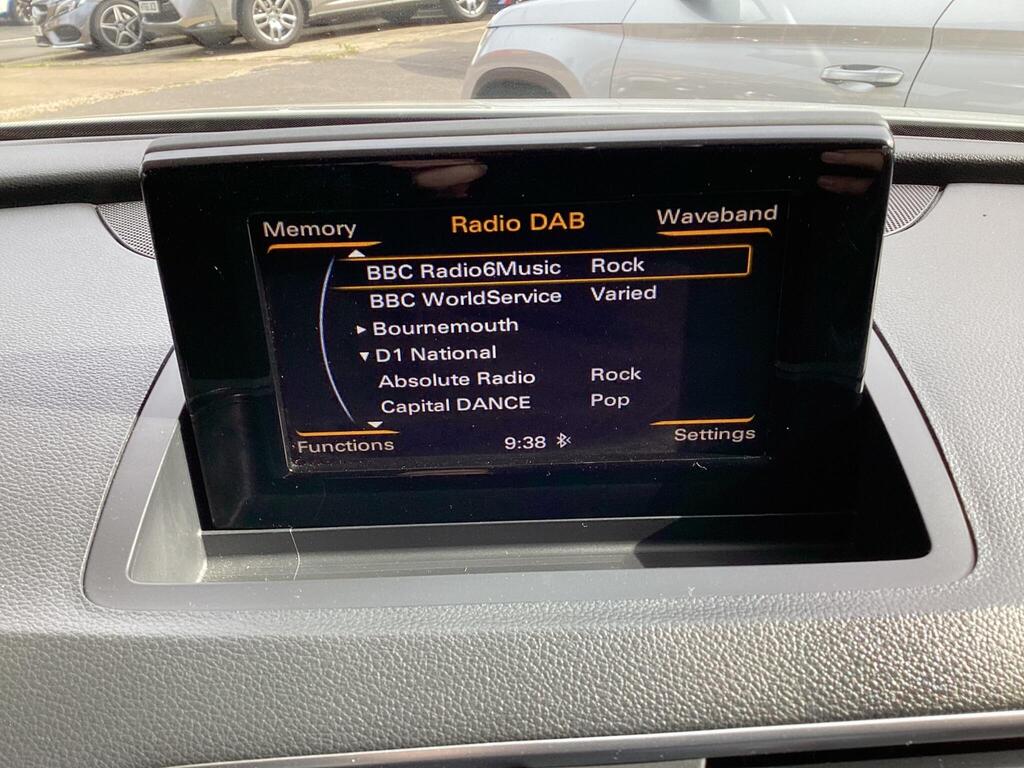 Memory Radio DAB Waveband
BBC Radio6Music Rock
BBC WorldService Varied
Bournemouth
D1 National
Absolute Radio Rock
Capital DANCE Pop
Functions 9:38 Settings